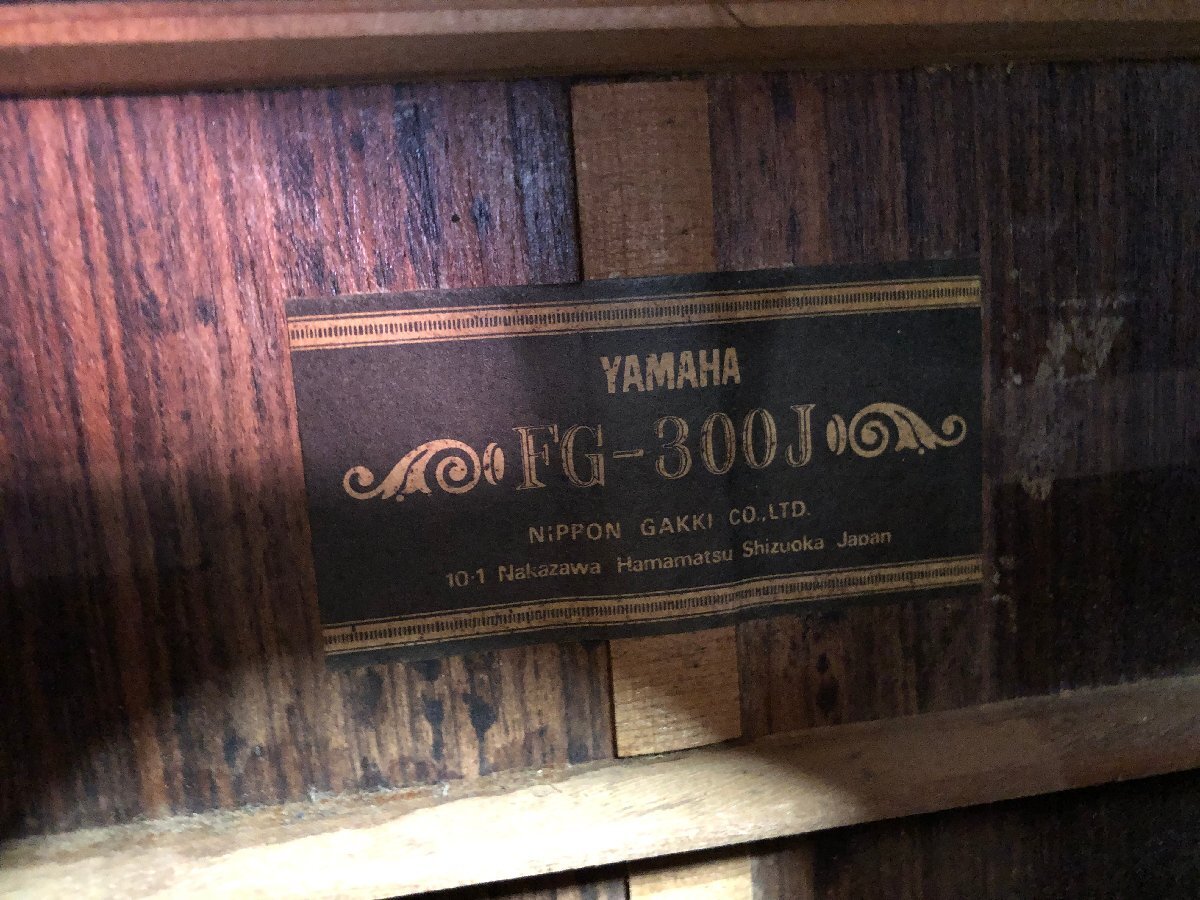 YAMAHA
FG-300J
NIPPON GAKKI CO.,LTD.
10-1 Nakazawa Hamamatsu Shizuoka Japan